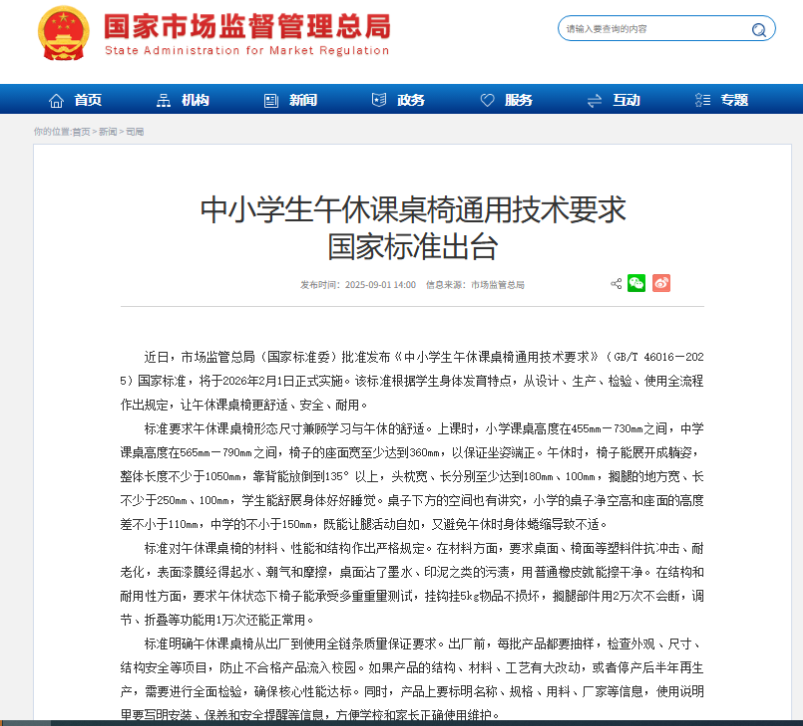 国家市场监督管理总局
State Administration for Market Regulation
请输入要查询的内容
首页 机构 新闻 政务 服务 互动 专题
你的位置:首页 > 新闻 > 司局
中小学生午休课桌椅通用技术要求
国家标准出台
发布时间：2025-09-01 14:00 信息来源：市场监管总局
近日，市场监管总局（国家标准委）批准发布《中小学生午休课桌椅通用技术要求》（GB/T 46016—202
5）国家标准，将于2026年2月1日正式实施。该标准根据学生身体发育特点，从设计、生产、检验、使用全流程
作出规定，让午休课桌椅更舒适、安全、耐用。
标准要求午休课桌椅形态尺寸兼顾学习与午休的舒适。上课时，小学课桌高度在455mm—730mm之间，中学
课桌高度在565mm—790mm之间，椅子的座面宽至少达到360mm，以保证坐姿端正。午休时，椅子能展开成躺姿，
整体长度不少于1050mm，靠背能放倒到135°以上，头枕宽、长分别至少达到180mm、100mm，搁腿的地方宽、长
不少于250mm、100mm，学生能舒展身体好好睡觉。桌子下方的空间也有讲究，小学的桌子净空高和座面的高度
差不小于110mm，中学的不小于150mm，既能让腿活动自如，又避免午休时身体蜷缩导致不适。
标准对午休课桌椅的材料、性能和结构作出严格规定。在材料方面，要求桌面、椅面等塑料件抗冲击、耐
老化，表面漆膜经得起水、潮气和摩擦，桌面沾了墨水、印泥之类的污渍，用普通橡皮就能擦干净。在结构和
耐用性方面，要求午休状态下椅子能承受多重重量测试，挂钩挂5kg物品不损坏，搁腿部件用2万次不会断，调
节、折叠等功能用1万次还能正常用。
标准明确午休课桌椅从出厂到使用全链条质量保证要求。出厂前，每批产品都要抽样，检查外观、尺寸、
结构安全等项目，防止不合格产品流入校园。如果产品的结构、材料、工艺有大改动，或者停产后半年再生
产，需要进行全面检验，确保核心性能达标。同时，产品上要标明名称、规格、用料、厂家等信息，使用说明
里要写明安装、保养和安全提醒等信息，方便学校和家长正确使用维护。